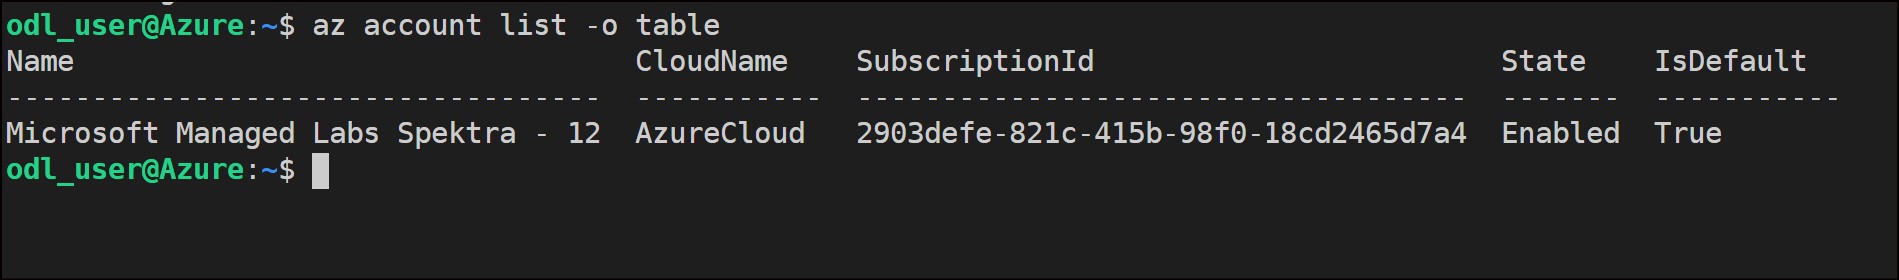 odl_user@Azure:~$ az account list -o table
Name                                 CloudName    SubscriptionId                        State    IsDefault
-----------------------------------  -----------  ------------------------------------  -------  -----------
Microsoft Managed Labs Spektra - 12  AzureCloud   2903defe-821c-415b-98f0-18cd2465d7a4  Enabled  True
odl_user@Azure:~$